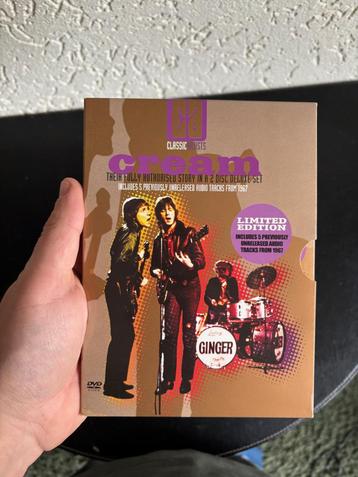 CLASSIC ARTISTS
cream
THEIR FULLY AUTHORISED STORY IN A 2 DISC DELUXE SET
INCLUDES 5 PREVIOUSLY UNRELEASED AUDIO TRACKS FROM 1967
LIMITED
EDITION
INCLUDES 5 PREVIOUSLY
UNRELEASED AUDIO
TRACKS FROM 1967
GINGER
DVD